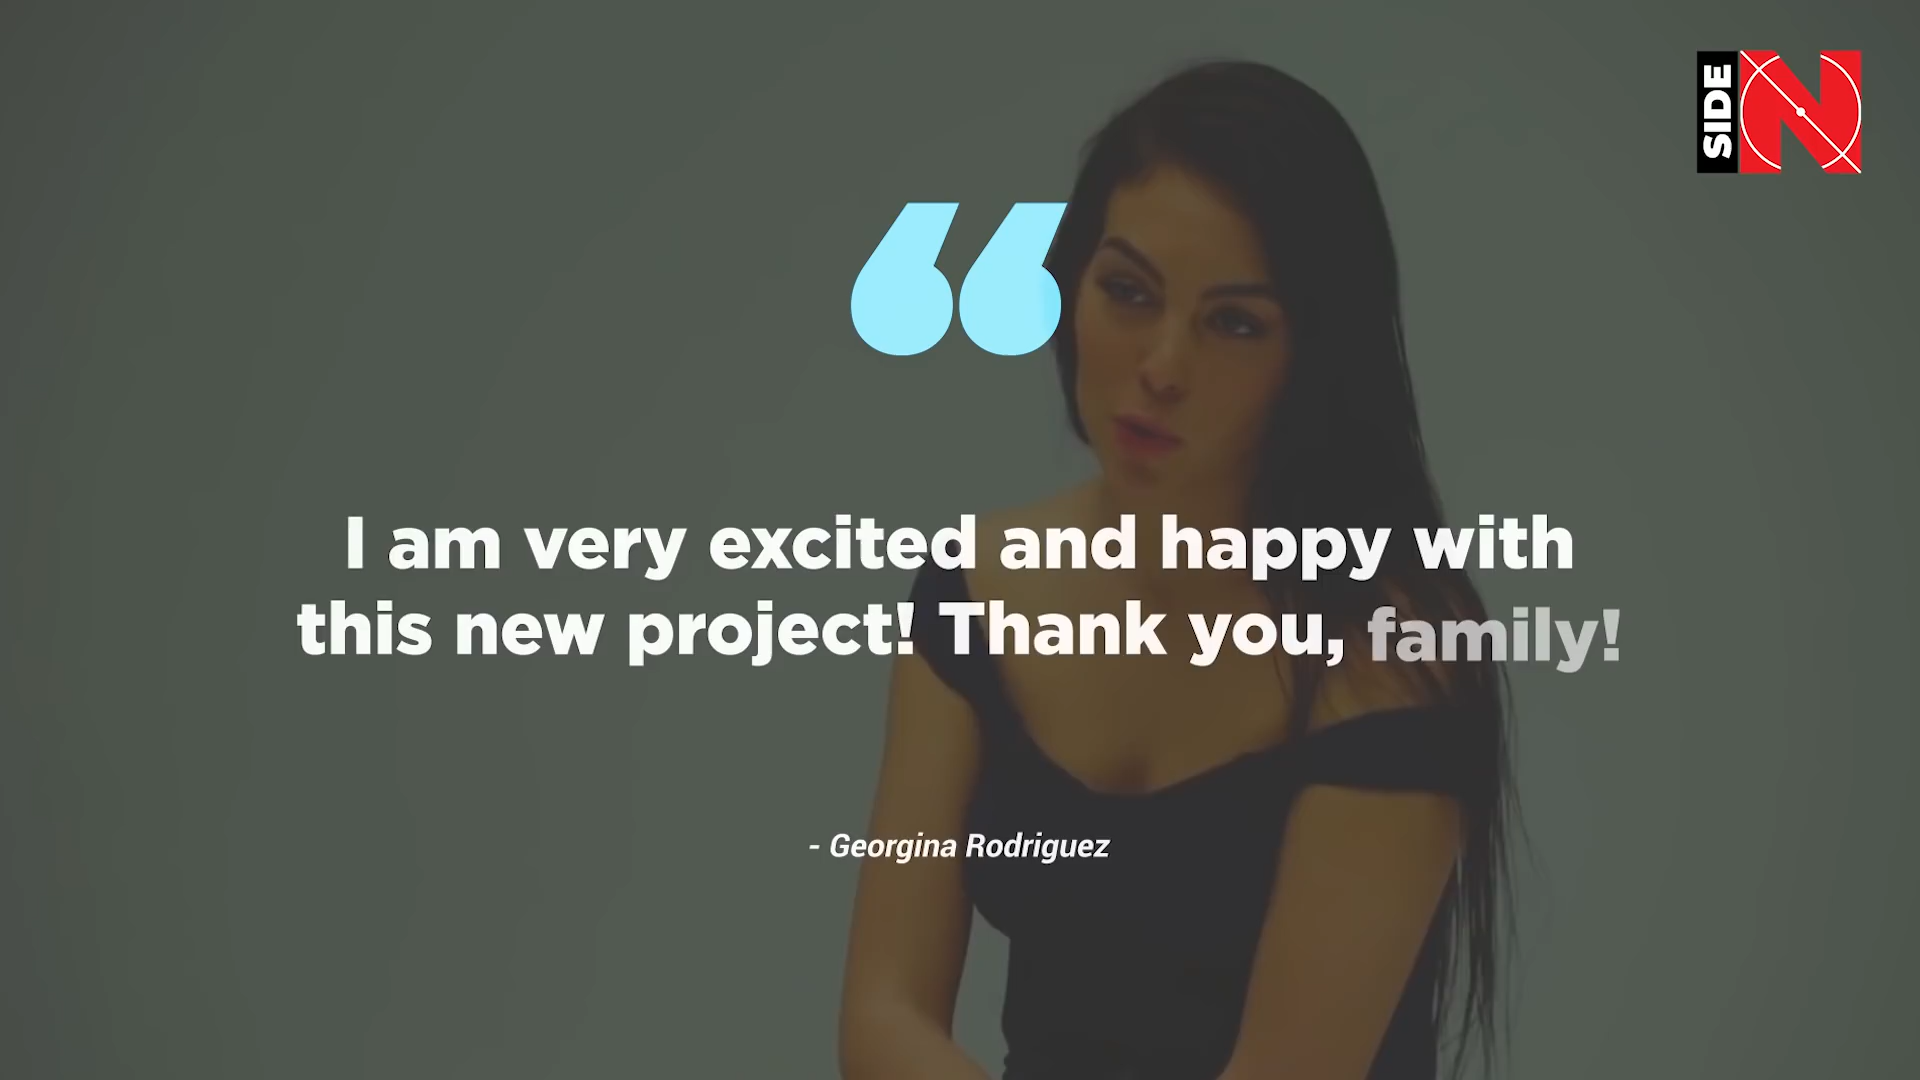 SIDE N
“
I am very excited and happy with
this new project! Thank you, family!
- Georgina Rodriguez